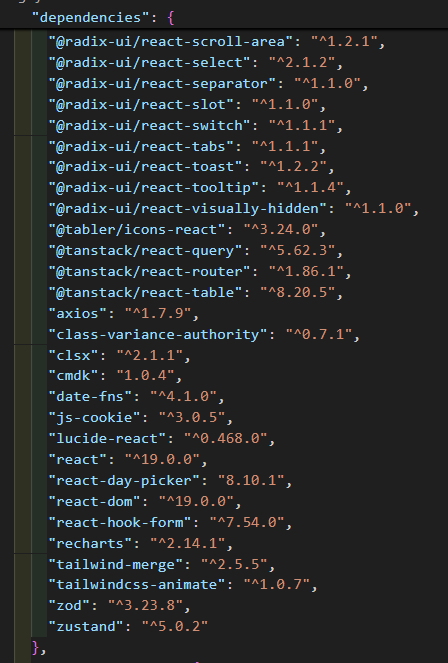 "dependencies": {
"@radix-ui/react-scroll-area": "^1.2.1",
"@radix-ui/react-select": "^2.1.2",
"@radix-ui/react-separator": "^1.1.0",
"@radix-ui/react-slot": "^1.1.0",
"@radix-ui/react-switch": "^1.1.1",
"@radix-ui/react-tabs": "^1.1.1",
"@radix-ui/react-toast": "^1.2.2",
"@radix-ui/react-tooltip": "^1.1.4",
"@radix-ui/react-visually-hidden": "^1.1.0",
"@tabler/icons-react": "^3.24.0",
"@tanstack/react-query": "^5.62.3",
"@tanstack/react-router": "^1.86.1",
"@tanstack/react-table": "^8.20.5",
"axios": "^1.7.9",
"class-variance-authority": "^0.7.1",
"clsx": "^2.1.1",
"cmdk": "1.0.4",
"date-fns": "^4.1.0",
"js-cookie": "^3.0.5",
"lucide-react": "^0.468.0",
"react": "^19.0.0",
"react-day-picker": "8.10.1",
"react-dom": "^19.0.0",
"react-hook-form": "^7.54.0",
"recharts": "^2.14.1",
"tailwind-merge": "^2.5.5",
"tailwindcss-animate": "^1.0.7",
"zod": "^3.23.8",
"zustand": "^5.0.2"
},